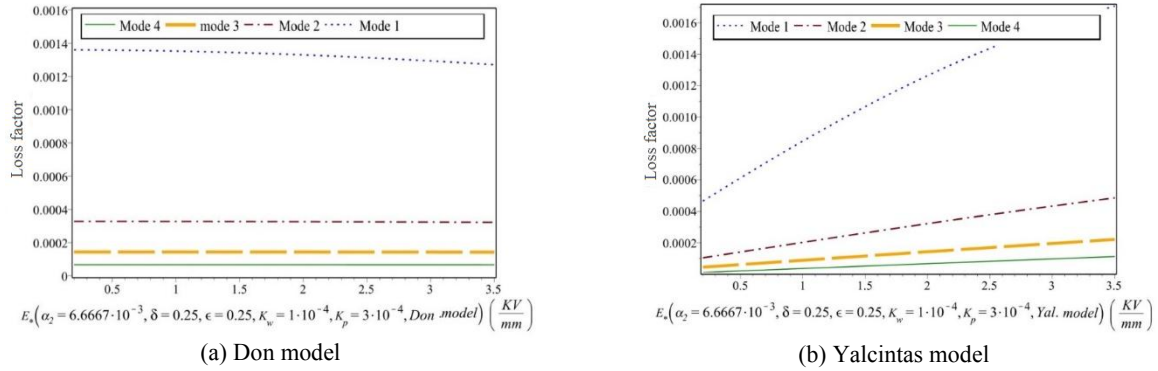 Mode 4 mode 3 Mode 2 Mode 1
0.0016
0.0014
0.0012
0.0010
0.0008
0.0006
0.0004
0.0002
0
Loss factor
0.5 1 1.5 2 2.5 3 3.5
E*(α₂ = 6.6667·10⁻³, δ = 0.25, ϵ = 0.25, K_w = 1·10⁻⁴, K_p = 3·10⁻⁴, Don .model) (KV/mm)
(a) Don model
Mode 1 Mode 2 Mode 3 Mode 4
0.0016
0.0014
0.0012
0.0010
0.0008
0.0006
0.0004
0.0002
Loss factor
0.5 1 1.5 2 2.5 3 3.5
E*(α₂ = 6.6667·10⁻³, δ = 0.25, ϵ = 0.25, K_w = 1·10⁻⁴, K_p = 3·10⁻⁴, Yal. model) (KV/mm)
(b) Yalcintas model